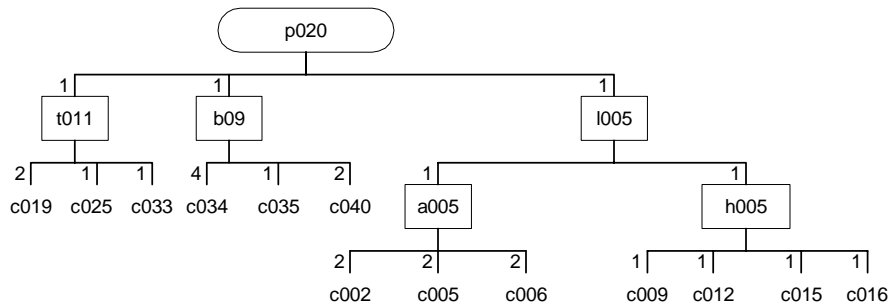 p020
1 1 1
t011 b09 l005
2 1 1 4 1 2 1 1
c019 c025 c033 c034 c035 c040 a005 h005
2 2 2 1 1 1 1
c002 c005 c006 c009 c012 c015 c016